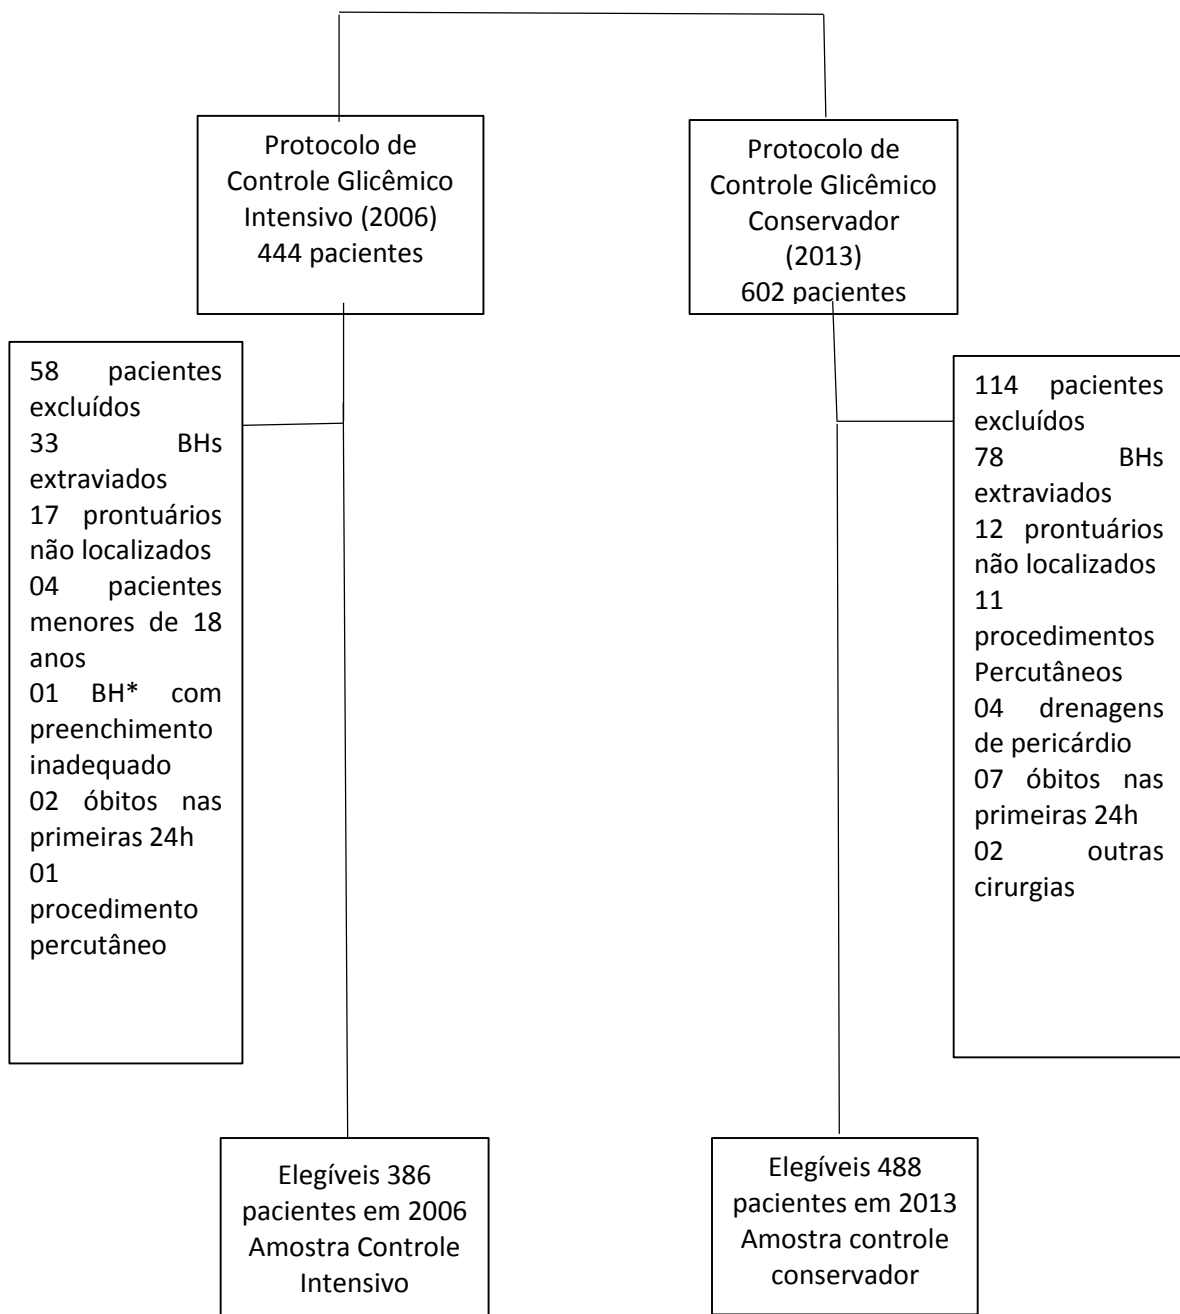 Protocolo de
Controle Glicêmico
Intensivo (2006)
444 pacientes
Protocolo de
Controle Glicêmico
Conservador
(2013)
602 pacientes
58 pacientes
excluídos
33 BHs
extraviados
17 prontuários
não localizados
04 pacientes
menores de 18
anos
01 BH* com
preenchimento
inadequado
02 óbitos nas
primeiras 24h
01
procedimento
percutâneo
114 pacientes
excluídos
78 BHs
extraviados
12 prontuários
não localizados
11
procedimentos
Percutâneos
04 drenagens
de pericárdio
07 óbitos nas
primeiras 24h
02 outras
cirurgias
Elegíveis 386
pacientes em 2006
Amostra Controle
Intensivo
Elegíveis 488
pacientes em 2013
Amostra controle
conservador